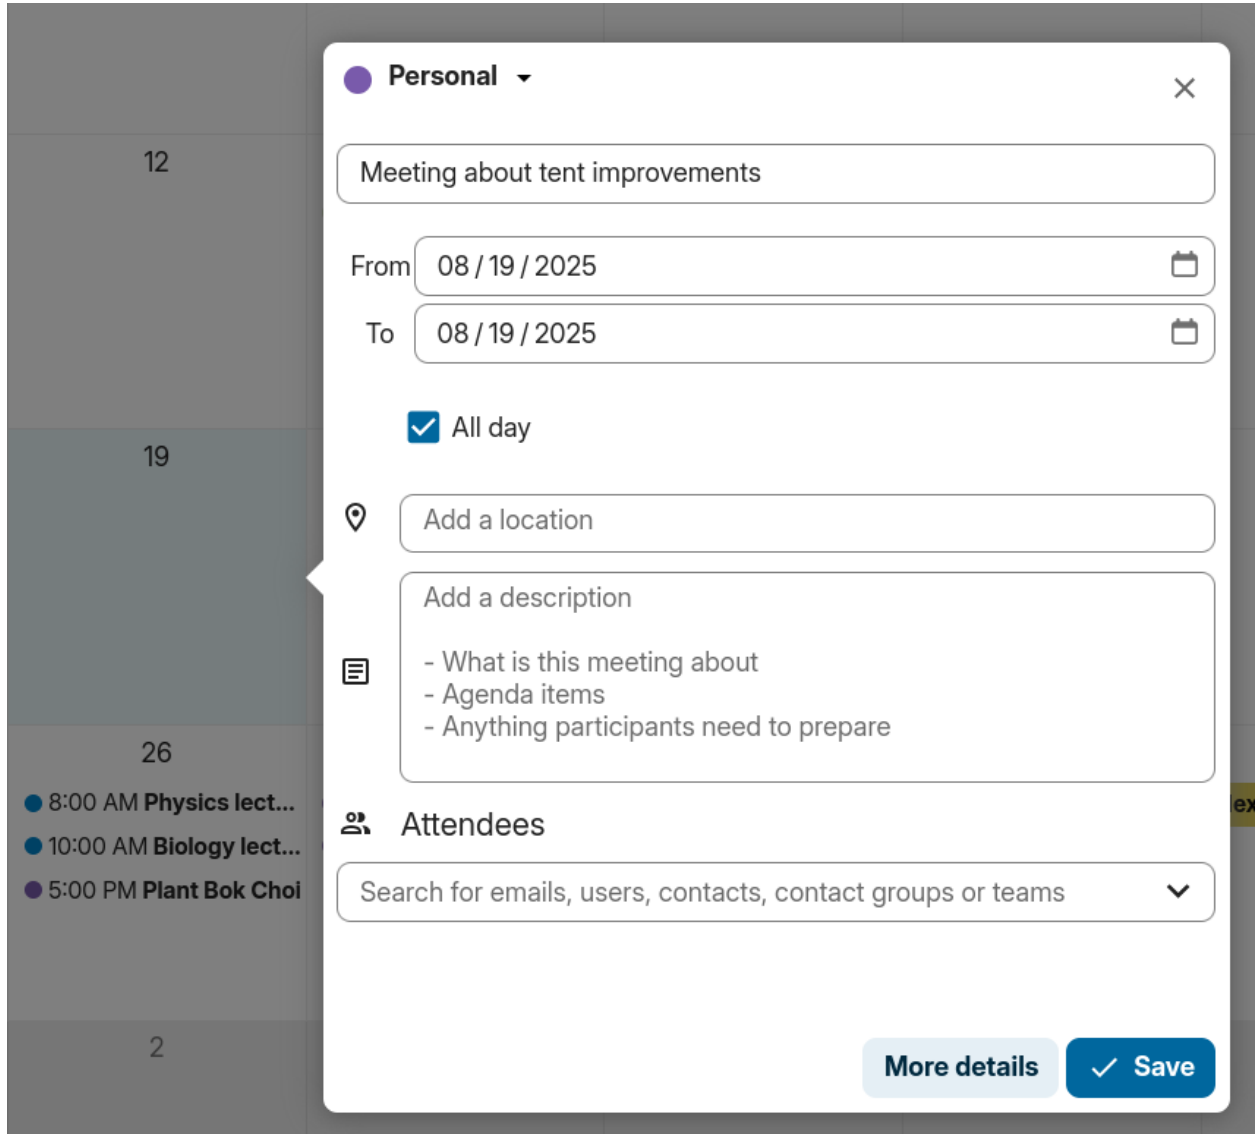 Personal
Meeting about tent improvements
From 08 / 19 / 2025
To 08 / 19 / 2025
All day
Add a location
Add a description
- What is this meeting about
- Agenda items
- Anything participants need to prepare
Attendees
Search for emails, users, contacts, contact groups or teams
More details
Save
12
19
26
8:00 AM Physics lect...
10:00 AM Biology lect...
5:00 PM Plant Bok Choi
2